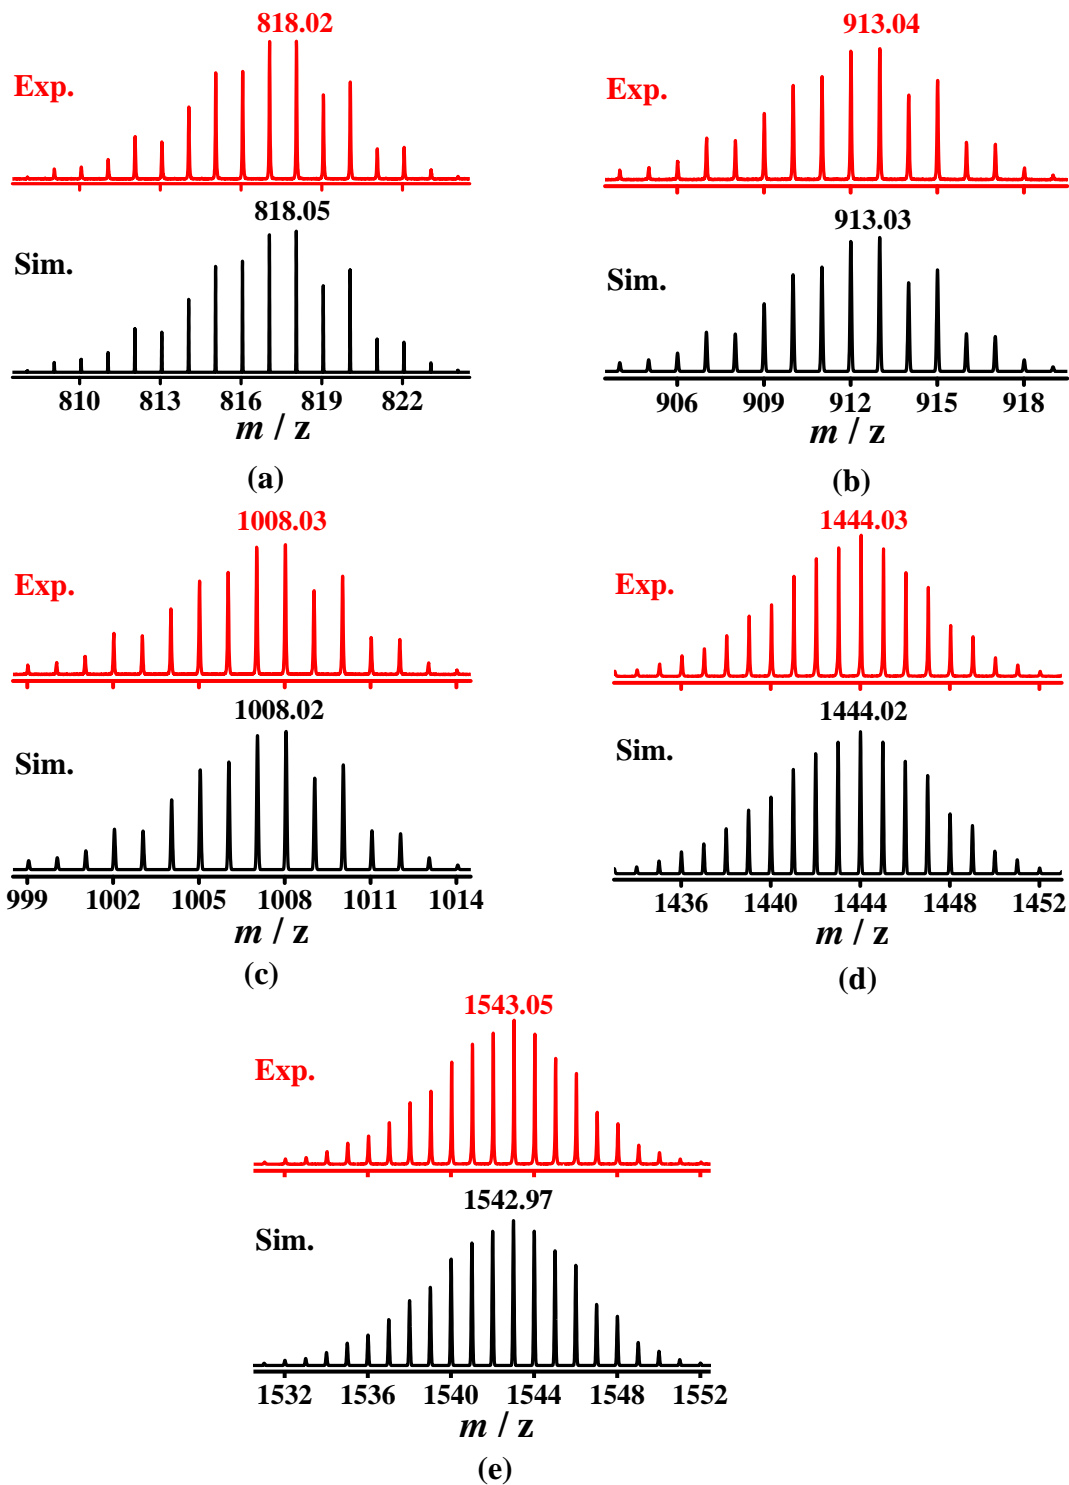 818.02
Exp.
818.05
Sim.
810 813 816 819 822
m / z
(a)
913.04
Exp.
913.03
Sim.
906 909 912 915 918
m / z
(b)
1008.03
Exp.
1008.02
Sim.
999 1002 1005 1008 1011 1014
m / z
(c)
1444.03
Exp.
1444.02
Sim.
1436 1440 1444 1448 1452
m / z
(d)
1543.05
Exp.
1542.97
Sim.
1532 1536 1540 1544 1548 1552
m / z
(e)